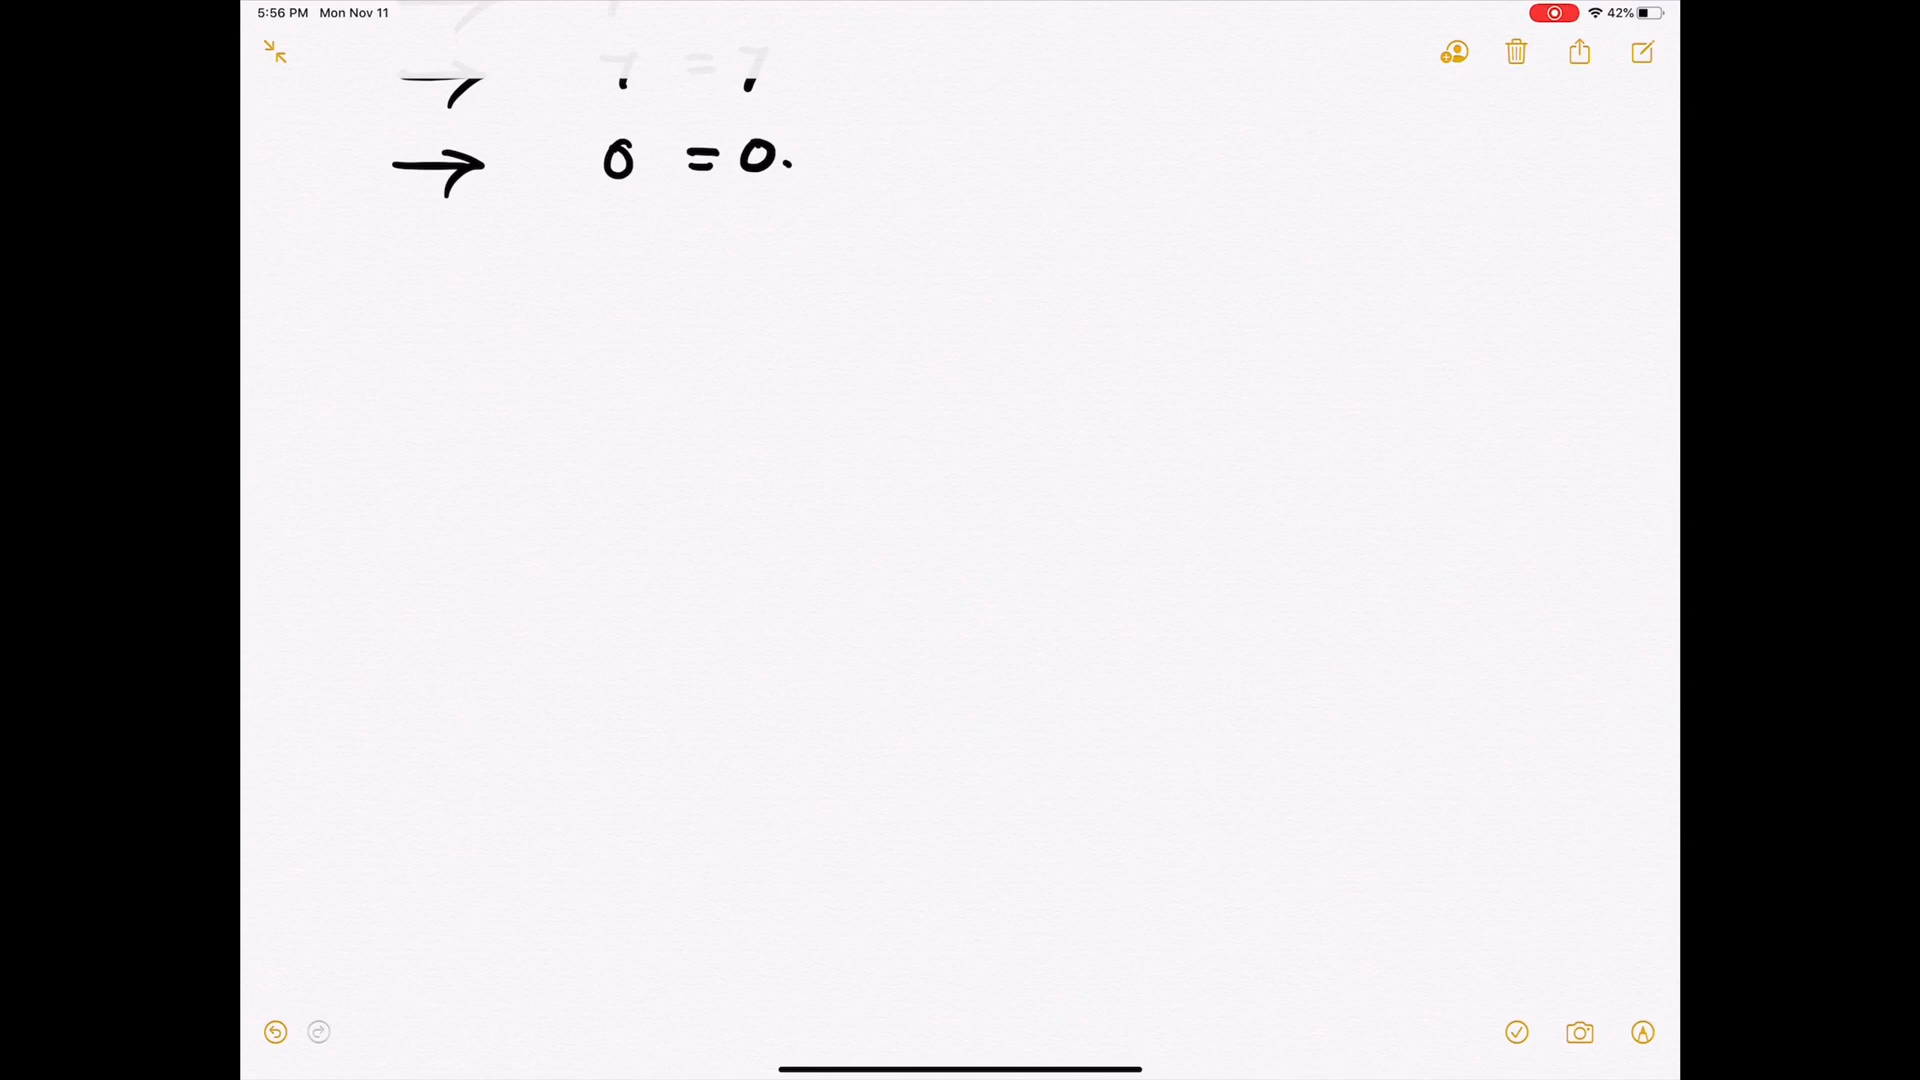 5:56 PM Mon Nov 11 42%
→ 7 = 7
→ 0 = 0.